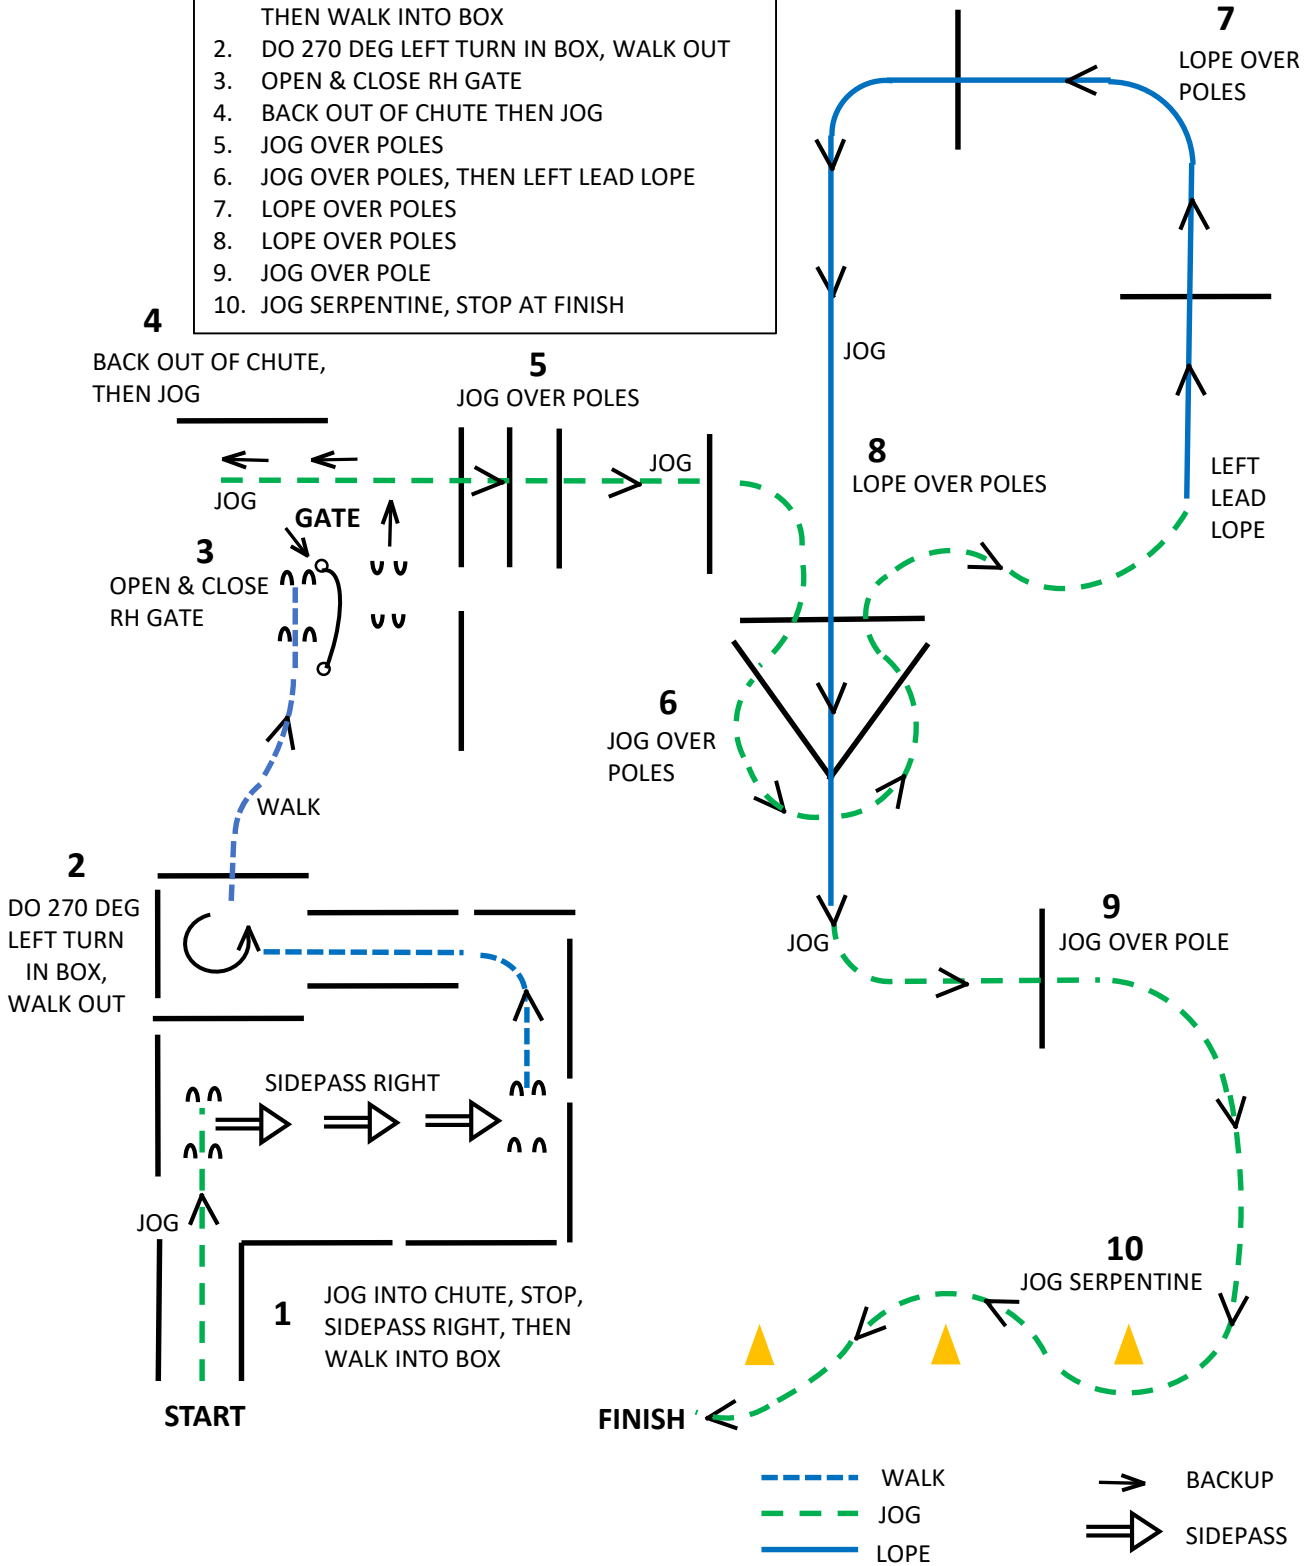 THEN WALK INTO BOX
2. DO 270 DEG LEFT TURN IN BOX, WALK OUT
3. OPEN & CLOSE RH GATE
4. BACK OUT OF CHUTE THEN JOG
5. JOG OVER POLES
6. JOG OVER POLES, THEN LEFT LEAD LOPE
7. LOPE OVER POLES
8. LOPE OVER POLES
9. JOG OVER POLE
10. JOG SERPENTINE, STOP AT FINISH
7
LOPE OVER
POLES
4
BACK OUT OF CHUTE,
THEN JOG
5
JOG OVER POLES
JOG
8
LOPE OVER POLES
LEFT
LEAD
LOPE
JOG
JOG
GATE
3
OPEN & CLOSE
RH GATE
6
JOG OVER
POLES
WALK
2
DO 270 DEG
LEFT TURN
IN BOX,
WALK OUT
JOG
9
JOG OVER POLE
SIDEPASS RIGHT
JOG
1
JOG INTO CHUTE, STOP,
SIDEPASS RIGHT, THEN
WALK INTO BOX
START
10
JOG SERPENTINE
FINISH
WALK
JOG
LOPE
BACKUP
SIDEPASS